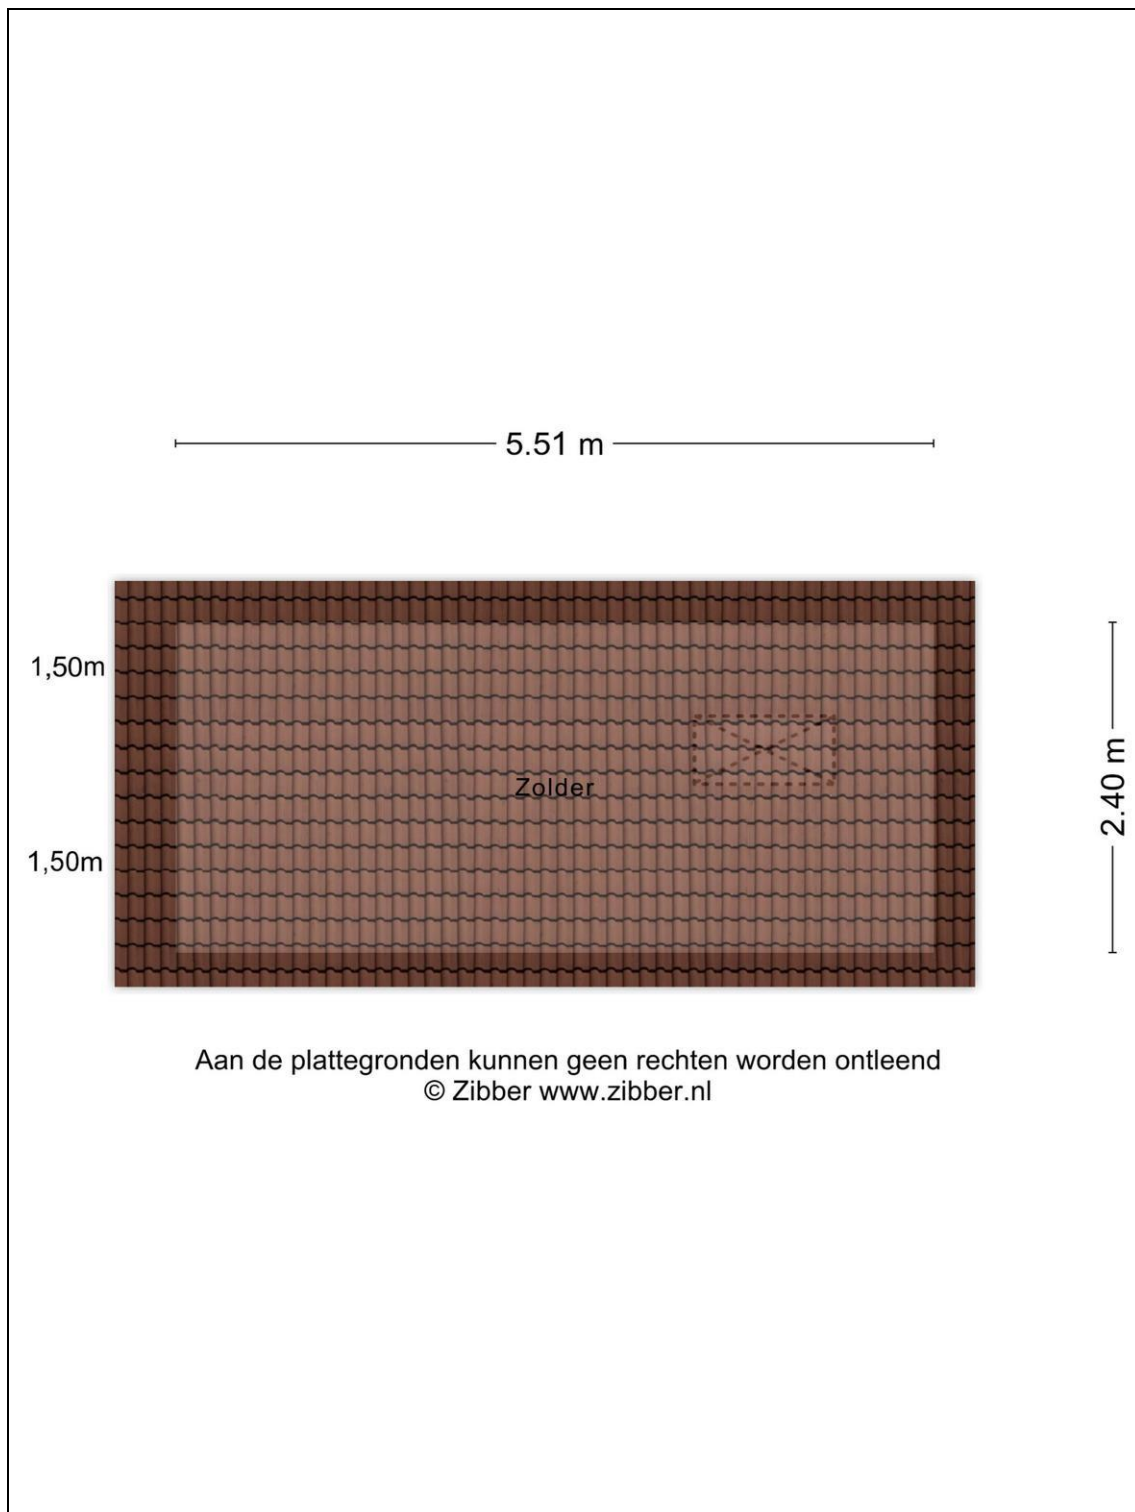 5.51 m
1,50m
Zolder
2.40 m
1,50m
Aan de plattegronden kunnen geen rechten worden ontleend
© Zibber www.zibber.nl